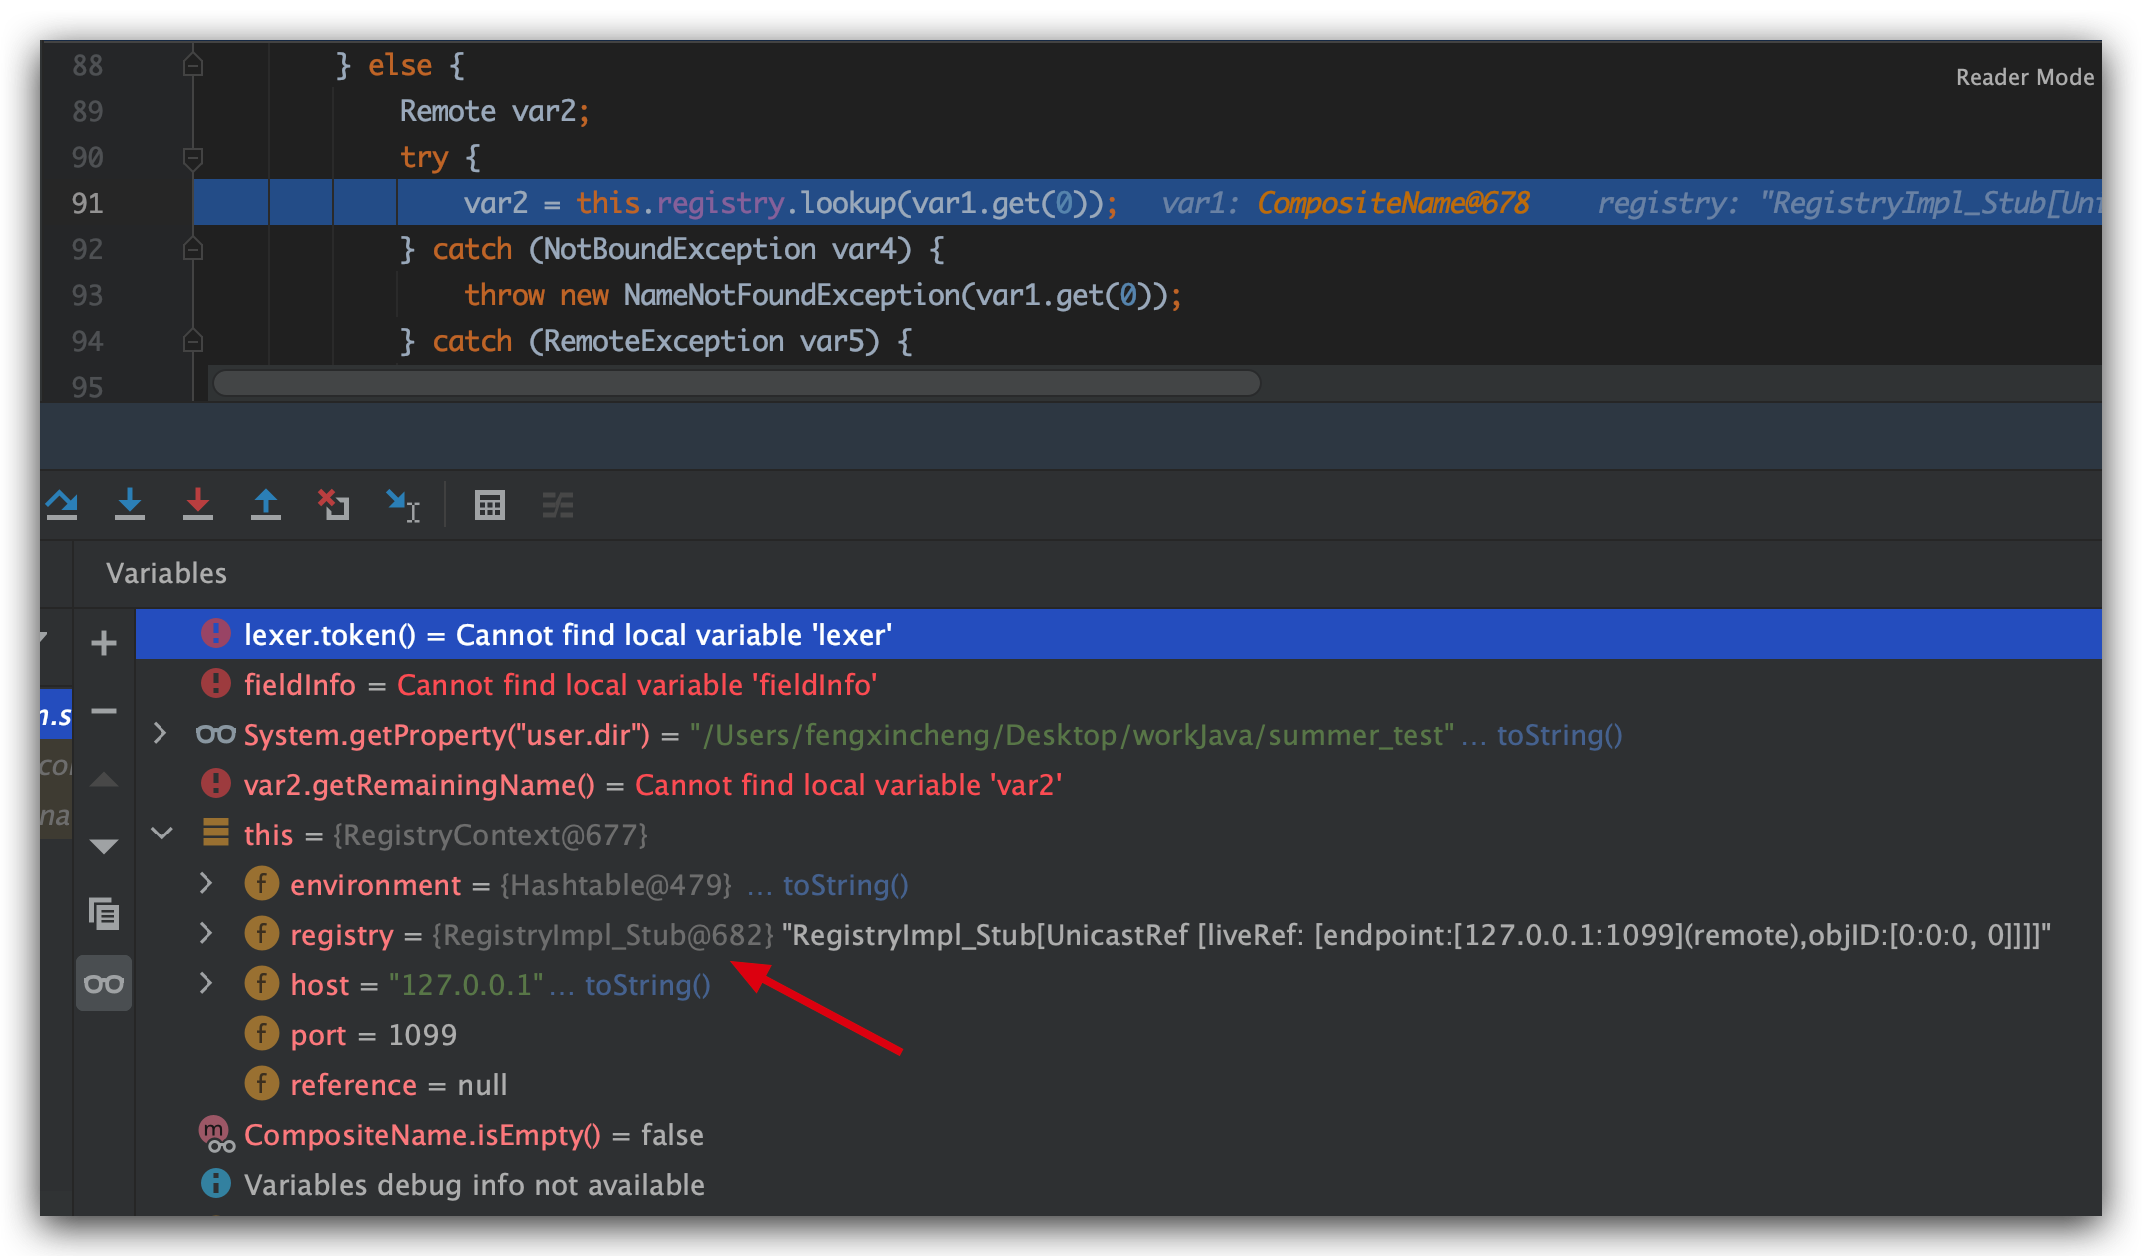 88 } else {
Reader Mode
89 Remote var2;
90 try {
91 var2 = this.registry.lookup(var1.get(0)); var1: CompositeName@678 registry: "RegistryImpl_Stub[Uni
92 } catch (NotBoundException var4) {
93 throw new NameNotFoundException(var1.get(0));
94 } catch (RemoteException var5) {
95
Variables
lexer.token() = Cannot find local variable 'lexer'
fieldInfo = Cannot find local variable 'fieldInfo'
n.s
System.getProperty("user.dir") = "/Users/fengxincheng/Desktop/workJava/summer_test" ... toString()
col
var2.getRemainingName() = Cannot find local variable 'var2'
na
this = {RegistryContext@677}
f environment = {Hashtable@479} ... toString()
f registry = {RegistryImpl_Stub@682} "RegistryImpl_Stub[UnicastRef [liveRef: [endpoint:[127.0.0.1:1099](remote),objID:[0:0:0, 0]]]]"
f host = "127.0.0.1" ... toString()
f port = 1099
f reference = null
m CompositeName.isEmpty() = false
Variables debug info not available